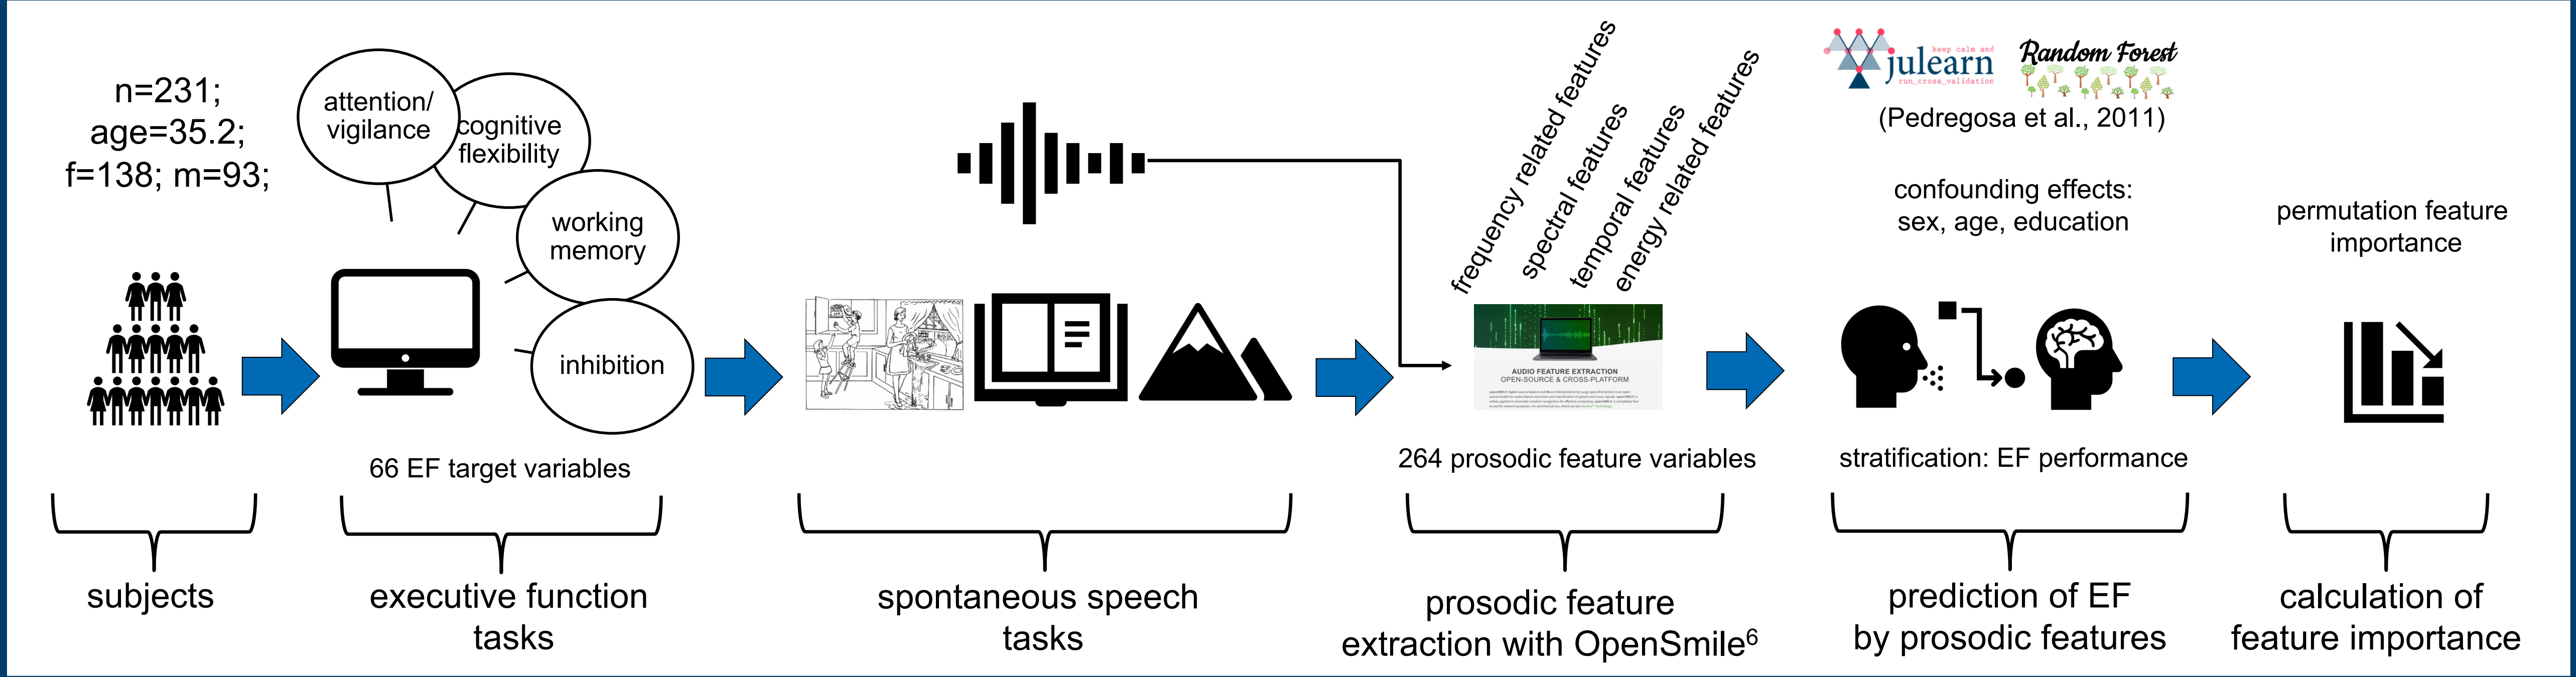 n=231;
age=35.2;
f=138; m=93;
attention/
vigilance
cognitive
flexibility
working
memory
inhibition
66 EF target variables
frequency related features
spectral features
temporal features
energy related features
AUDIO FEATURE EXTRACTION
OPEN-SOURCE & CROSS-PLATFORM
264 prosodic feature variables
keep calm and
julearn
run_cross_validation
Random Forest
(Pedregosa et al., 2011)
confounding effects:
sex, age, education
stratification: EF performance
permutation feature
importance
subjects
executive function
tasks
spontaneous speech
tasks
prosodic feature
extraction with OpenSmile⁶
prediction of EF
by prosodic features
calculation of
feature importance